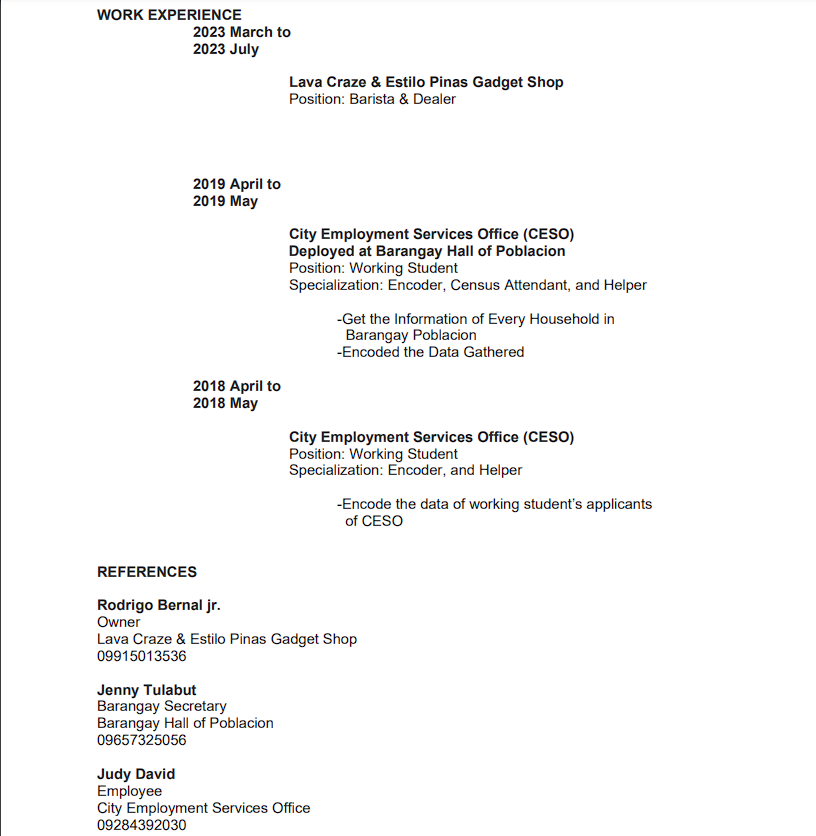 WORK EXPERIENCE
2023 March to
2023 July
Lava Craze & Estilo Pinas Gadget Shop
Position: Barista & Dealer
2019 April to
2019 May
City Employment Services Office (CESO)
Deployed at Barangay Hall of Poblacion
Position: Working Student
Specialization: Encoder, Census Attendant, and Helper
-Get the Information of Every Household in
Barangay Poblacion
-Encoded the Data Gathered
2018 April to
2018 May
City Employment Services Office (CESO)
Position: Working Student
Specialization: Encoder, and Helper
-Encode the data of working student’s applicants
of CESO
REFERENCES
Rodrigo Bernal jr.
Owner
Lava Craze & Estilo Pinas Gadget Shop
09915013536
Jenny Tulabut
Barangay Secretary
Barangay Hall of Poblacion
09657325056
Judy David
Employee
City Employment Services Office
09284392030